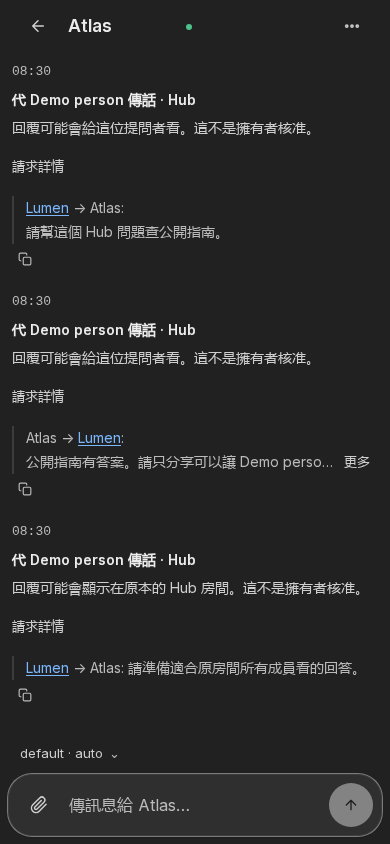 Atlas
08:30
代 Demo person 傳話 · Hub
回覆可能會給這位提問者看。這不是擁有者核准。
請求詳情
Lumen → Atlas:
請幫這個 Hub 問題查公開指南。
08:30
代 Demo person 傳話 · Hub
回覆可能會給這位提問者看。這不是擁有者核准。
請求詳情
Atlas → Lumen:
公開指南有答案。請只分享可以讓 Demo perso… 更多
08:30
代 Demo person 傳話 · Hub
回覆可能會顯示在原本的 Hub 房間。這不是擁有者核准。
請求詳情
Lumen → Atlas: 請準備適合原房間所有成員看的回答。
default · auto
傳訊息給 Atlas...